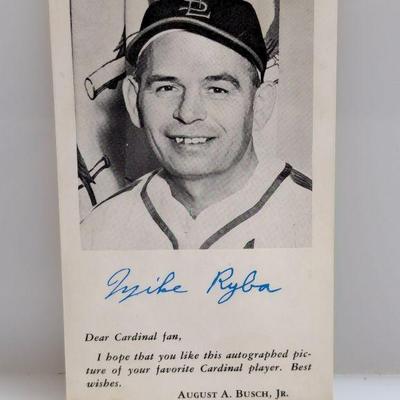 StL
Mike Ryba
Dear Cardinal fan,
I hope that you like this autographed pic-
ture of your favorite Cardinal player. Best
wishes.
August A. Busch, Jr.